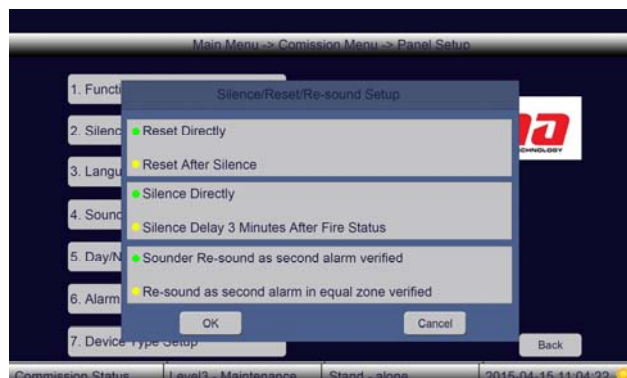 Main Menu -> Comission Menu -> Panel Setup
1. Functi
Silence/Reset/Re-sound Setup
2. Silenc
Reset Directly
Reset After Silence
3. Langu
Silence Directly
4. Sound
Silence Delay 3 Minutes After Fire Status
5. Day/N
Sounder Re-sound as second alarm verified
6. Alarm
Re-sound as second alarm in equal zone verified
OK
Cancel
7. Device Type Setup
Back
Commission Status
Level3 - Maintenance
Stand - alone
2015-04-15 11:04:22